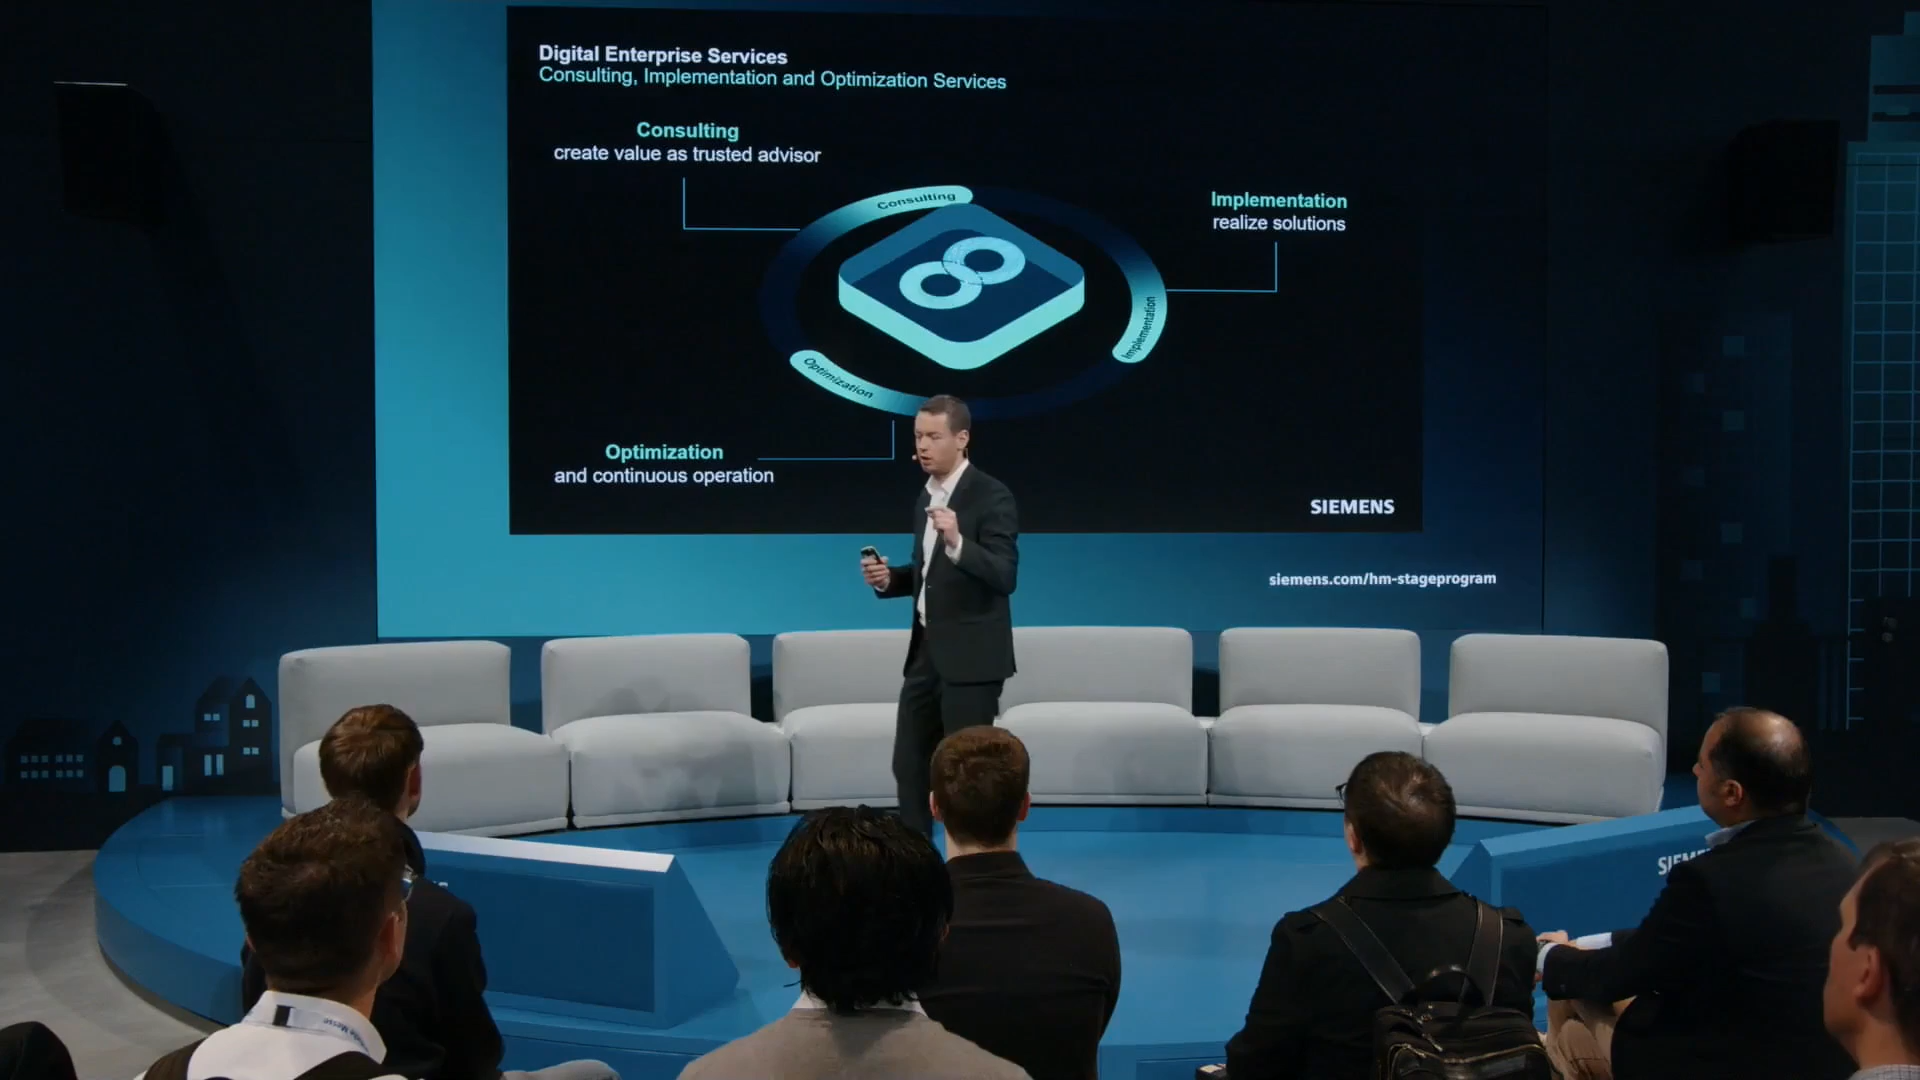 Digital Enterprise Services
Consulting, Implementation and Optimization Services
Consulting
create value as trusted advisor
Implementation
realize solutions
Consulting
Implementation
Optimization
Optimization
and continuous operation
SIEMENS
siemens.com/hm-stageprogram